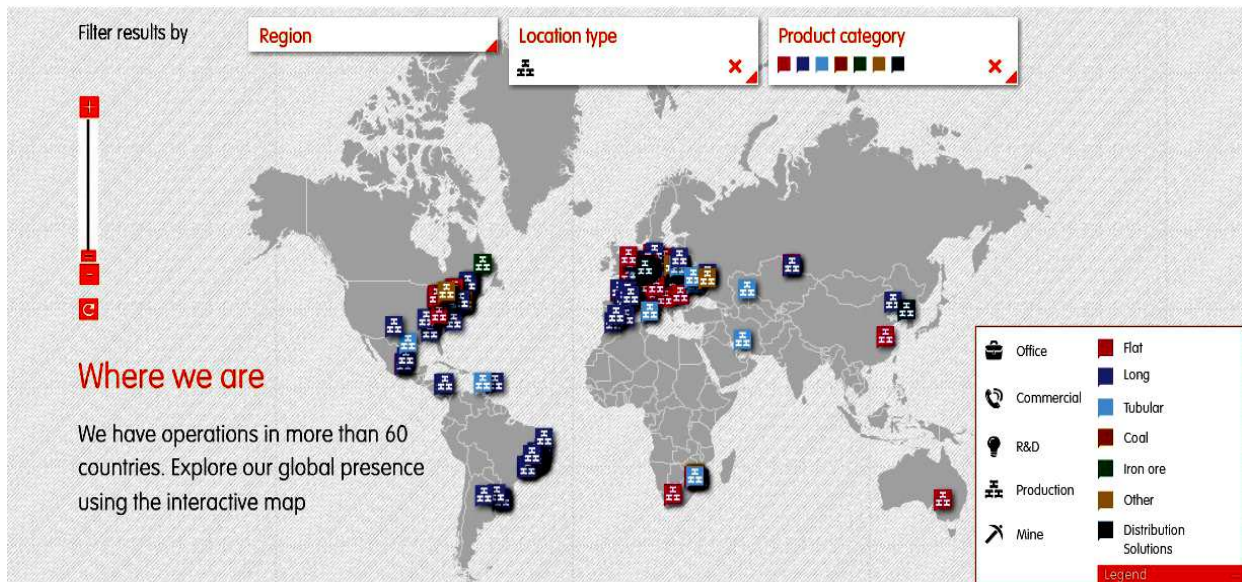 Filter results by
Region
Location type
Product category
Where we are
We have operations in more than 60
countries. Explore our global presence
using the interactive map
Office
Commercial
R&D
Production
Mine
Flat
Long
Tubular
Coal
Iron ore
Other
Distribution
Solutions
Legend